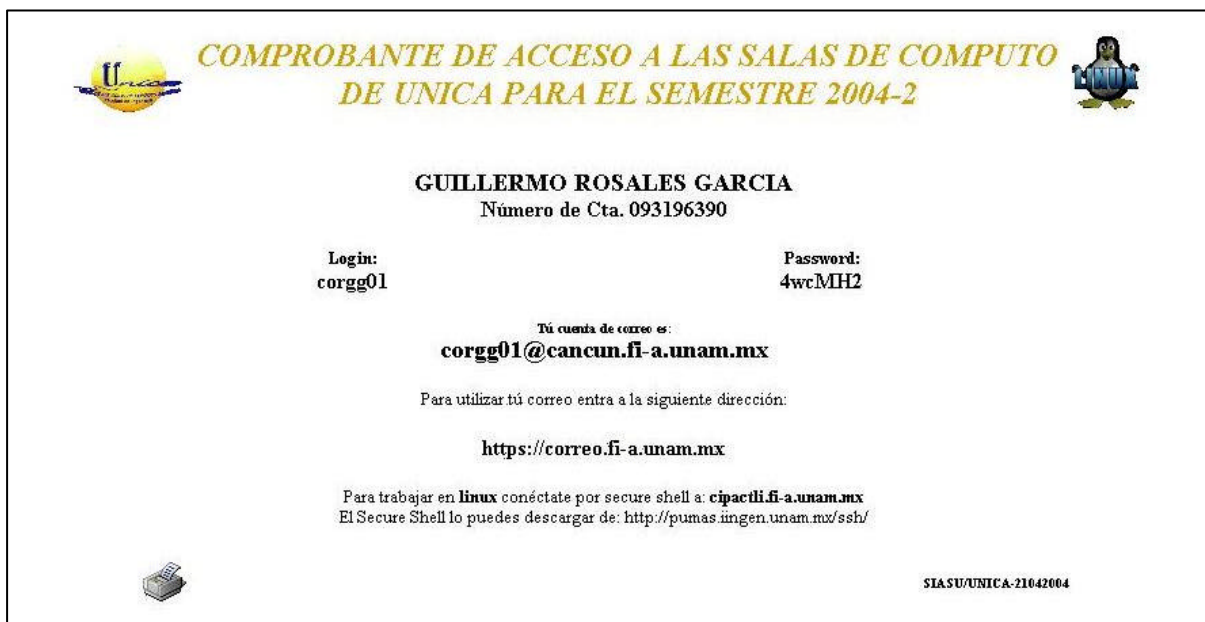 Unica
COMPROBANTE DE ACCESO A LAS SALAS DE COMPUTO
DE UNICA PARA EL SEMESTRE 2004-2
LINUX
GUILLERMO ROSALES GARCIA
Número de Cta. 093196390
Login:
corgg01
Password:
4wcMH2
Tú cuenta de correo es:
corgg01@cancun.fi-a.unam.mx
Para utilizar tú correo entra a la siguiente dirección:
https://correo.fi-a.unam.mx
Para trabajar en linux conéctate por secure shell a: cipactli.fi-a.unam.mx
El Secure Shell lo puedes descargar de: http://pumas.iingen.unam.mx/ssh/
SIASU/UNICA-21042004